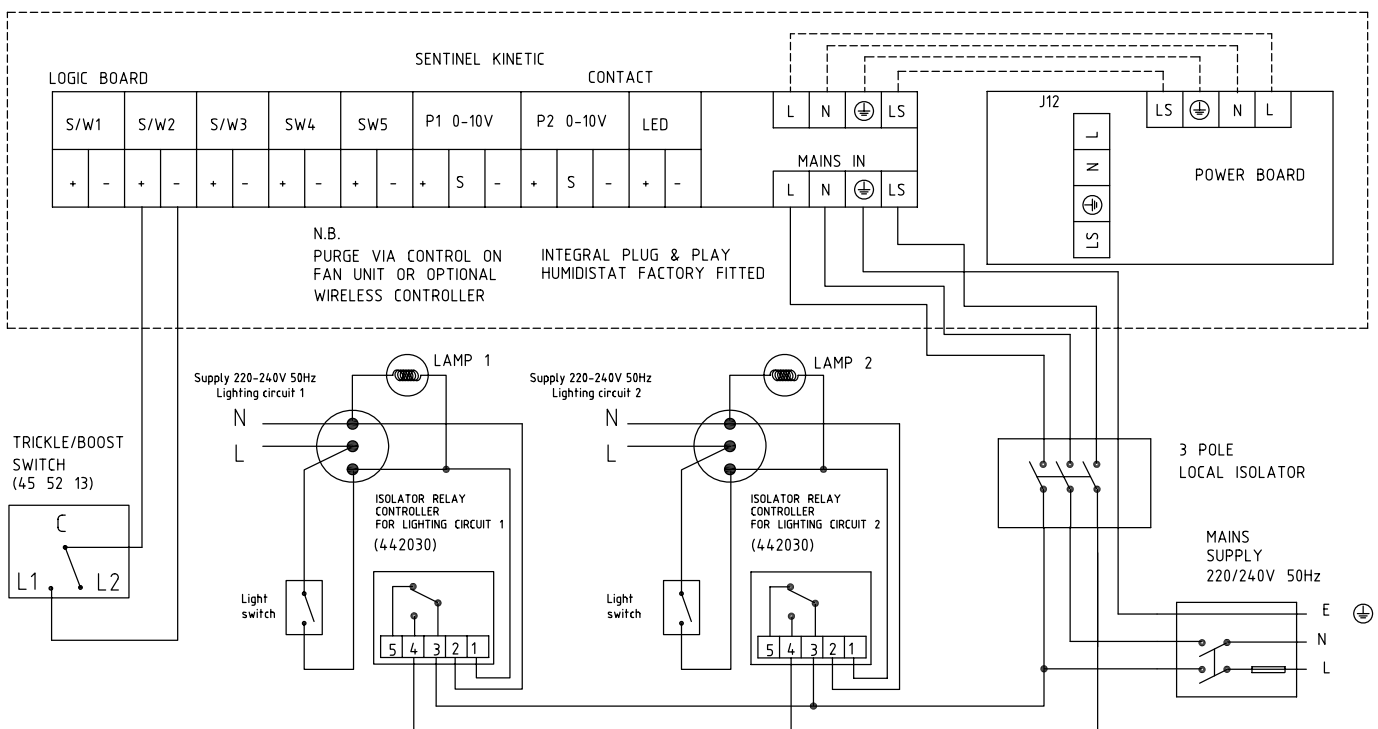 SENTINEL KINETIC
LOGIC BOARD
CONTACT
S/W1 S/W2 S/W3 SW4 SW5 P1 0-10V P2 0-10V LED
+ - + - + - + - + - + S - + S - + -
L N LS
MAINS IN
L N LS
J12
LS N L
L
N
LS
POWER BOARD
N.B.
PURGE VIA CONTROL ON
FAN UNIT OR OPTIONAL
WIRELESS CONTROLLER
INTEGRAL PLUG & PLAY
HUMIDISTAT FACTORY FITTED
TRICKLE/BOOST
SWITCH
(45 52 13)
C
L1 L2
Supply 220-240V 50Hz
Lighting circuit 1
N
L
LAMP 1
ISOLATOR RELAY
CONTROLLER
FOR LIGHTING CIRCUIT 1
(442030)
Light
switch
5 4 3 2 1
Supply 220-240V 50Hz
Lighting circuit 2
N
L
LAMP 2
ISOLATOR RELAY
CONTROLLER
FOR LIGHTING CIRCUIT 2
(442030)
Light
switch
5 4 3 2 1
3 POLE
LOCAL ISOLATOR
MAINS
SUPPLY
220/240V 50Hz
E
N
L